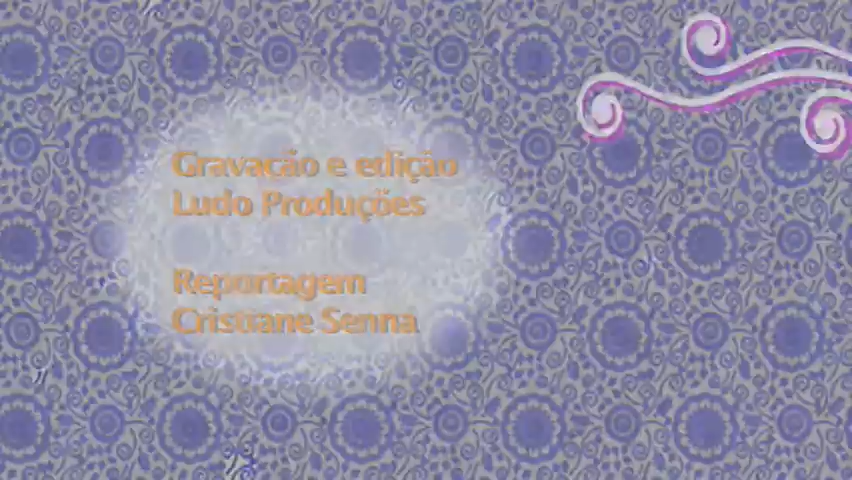 Gravação e edição
Ludo Produções
Reportagem
Cristiane Senna